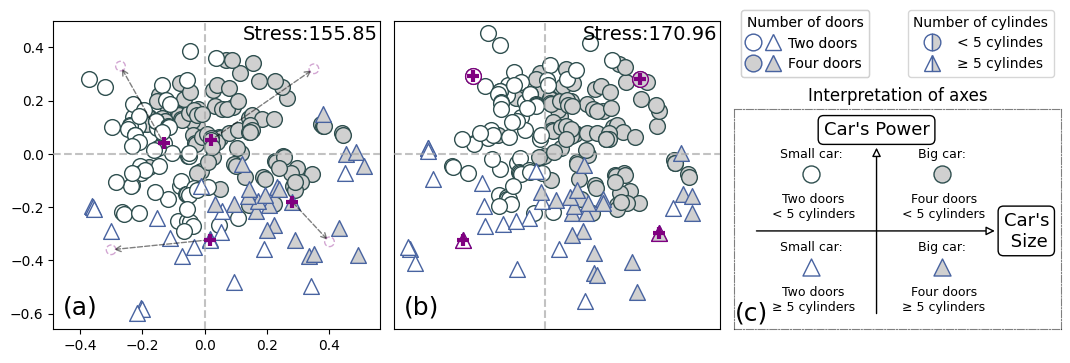 Stress:155.85
0.4
0.2
0.0
−0.2
−0.4
−0.6
(a)
−0.4 −0.2 0.0 0.2 0.4
Stress:170.96
(b)
Number of doors
Two doors
Four doors
Number of cylindes
< 5 cylindes
≥ 5 cylindes
Interpretation of axes
Car's Power
Small car: Big car:
Two doors Four doors
< 5 cylinders < 5 cylinders
Car's
Size
Small car: Big car:
Two doors Four doors
≥ 5 cylinders ≥ 5 cylinders
(c)